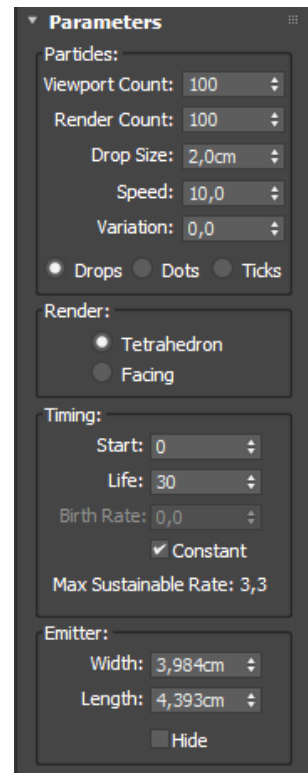 Parameters
Particles:
Viewport Count: 100
Render Count: 100
Drop Size: 2,0cm
Speed: 10,0
Variation: 0,0
Drops Dots Ticks
Render:
Tetrahedron
Facing
Timing:
Start: 0
Life: 30
Birth Rate: 0,0
Constant
Max Sustainable Rate: 3,3
Emitter:
Width: 3,984cm
Length: 4,393cm
Hide